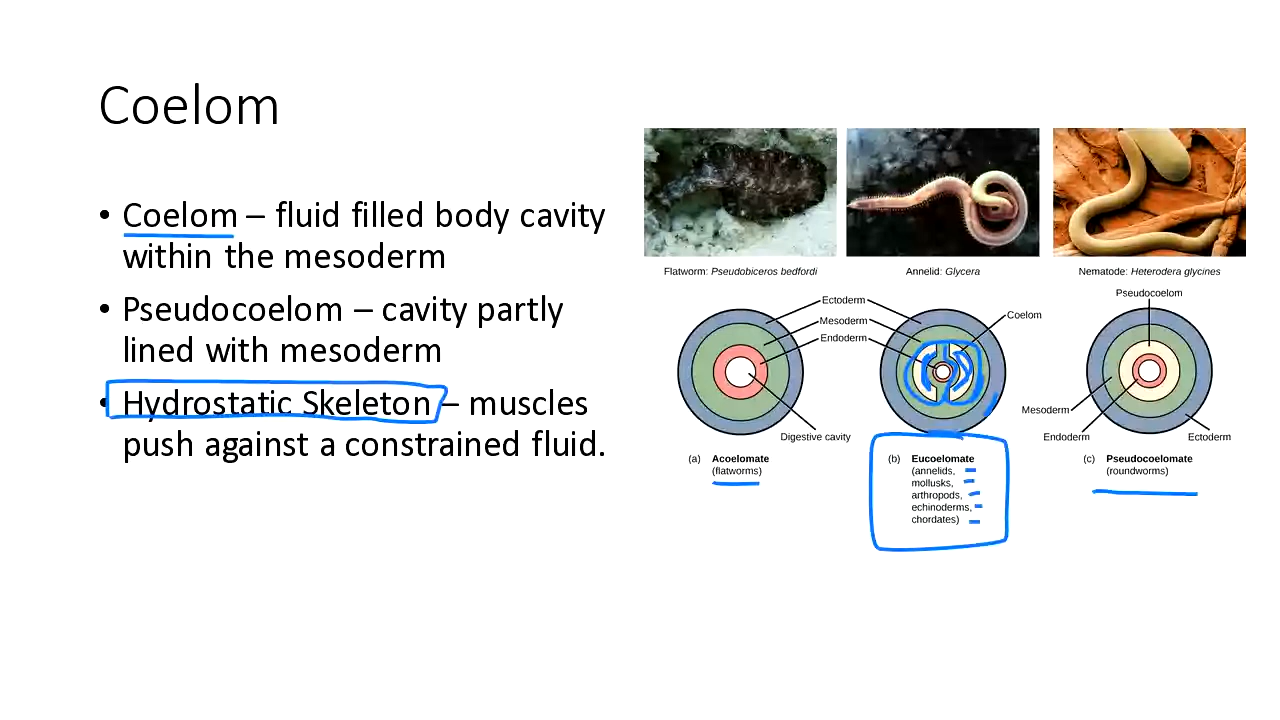 Coelom
• Coelom – fluid filled body cavity
within the mesoderm
• Pseudocoelom – cavity partly
lined with mesoderm
• Hydrostatic Skeleton – muscles
push against a constrained fluid.
Flatworm: Pseudobiceros bedfordi
Annelid: Glycera
Nematode: Heterodera glycines
Ectoderm
Mesoderm
Endoderm
Digestive cavity
Coelom
Pseudocoelom
Mesoderm
Endoderm
Ectoderm
(a) Acoelomate
(flatworms)
(b) Eucoelomate
(annelids,
mollusks,
arthropods,
echinoderms,
chordates)
(c) Pseudocoelomate
(roundworms)